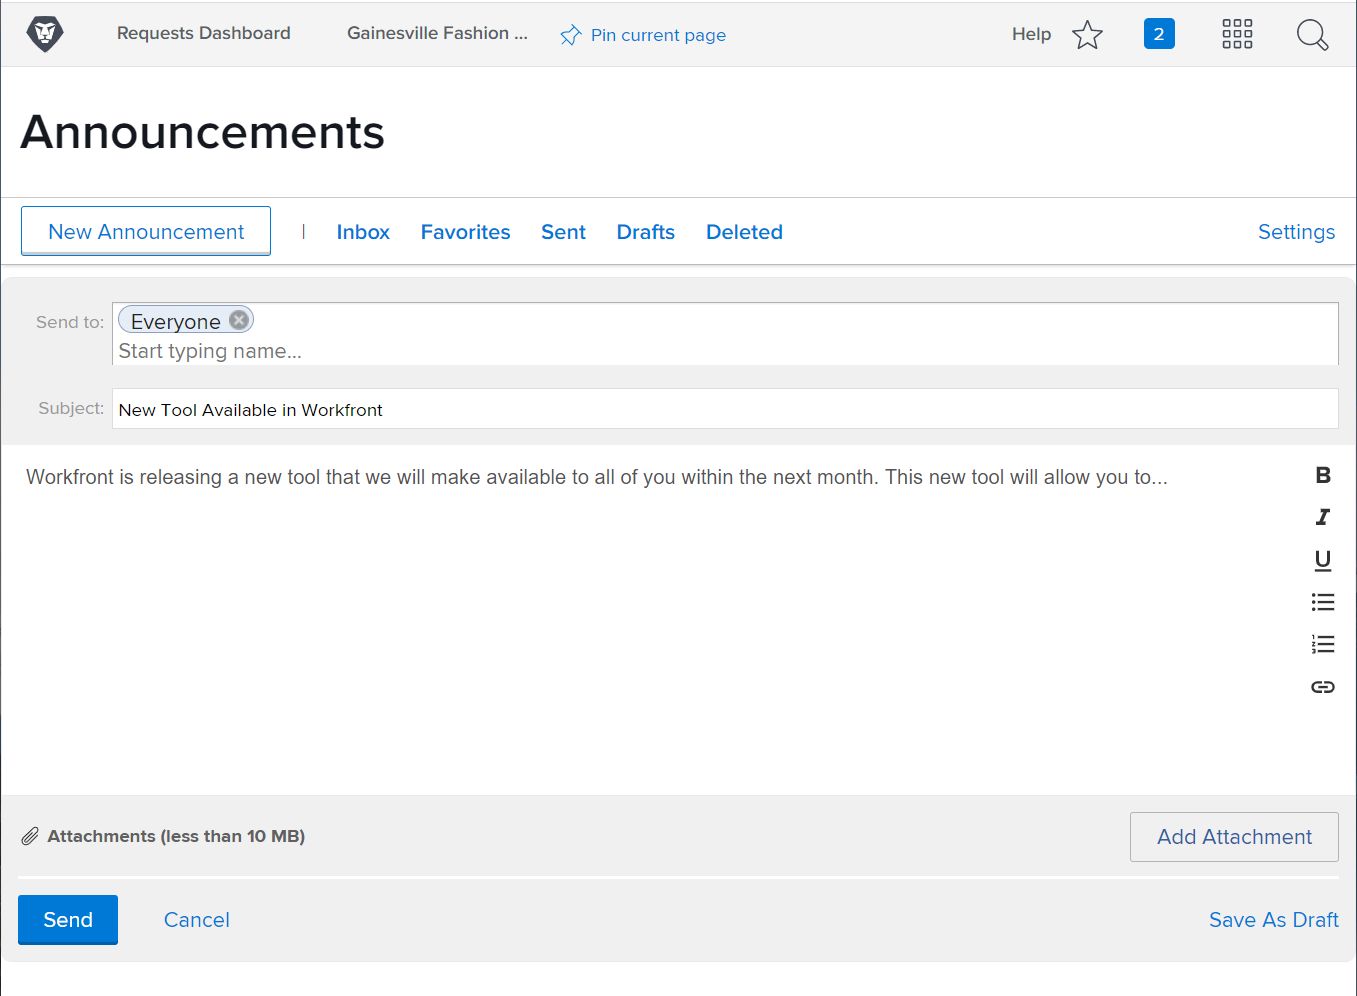 Requests Dashboard
Gainesville Fashion ...
Pin current page
Help
2
Announcements
New Announcement
Inbox
Favorites
Sent
Drafts
Deleted
Settings
Send to:
Everyone
Start typing name...
Subject:
New Tool Available in Workfront
Workfront is releasing a new tool that we will make available to all of you within the next month. This new tool will allow you to...
B
I
U
Attachments (less than 10 MB)
Add Attachment
Send
Cancel
Save As Draft